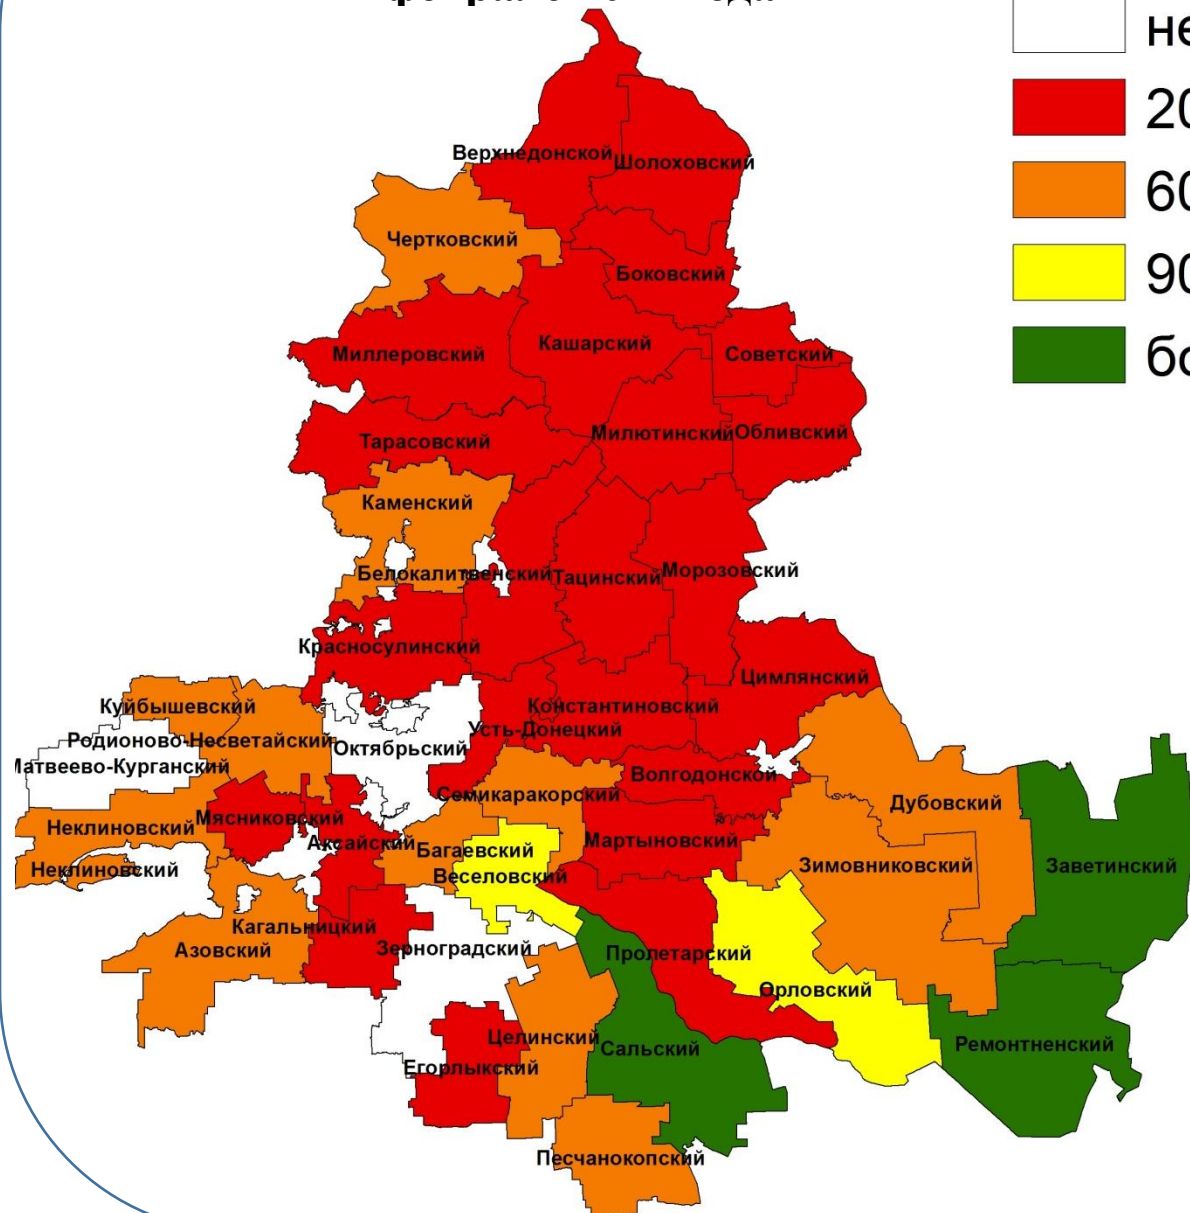 не
20
60
90
бо
Верхнедонской
Шолоховский
Чертковский
Боковский
Кашарский
Миллеровский
Советский
Тарасовский
Милютинский
Обливский
Каменский
Белокалитвенский
Тацинский
Морозовский
Красносулинский
Цимлянский
Куйбышевский
Константиновский
Усть-Донецкий
Родионово-Несветайский
Октябрьский
Матвеево-Курганский
Волгодонской
Семикаракорский
Дубовский
Мясниковский
Неклиновский
Аксайский
Багаевский
Мартыновский
Зимовниковский
Заветинский
Неклиновский
Веселовский
Кагальницкий
Азовский
Зерноградский
Пролетарский
Орловский
Целинский
Сальский
Ремонтненский
Егорлыкский
Песчанокопский